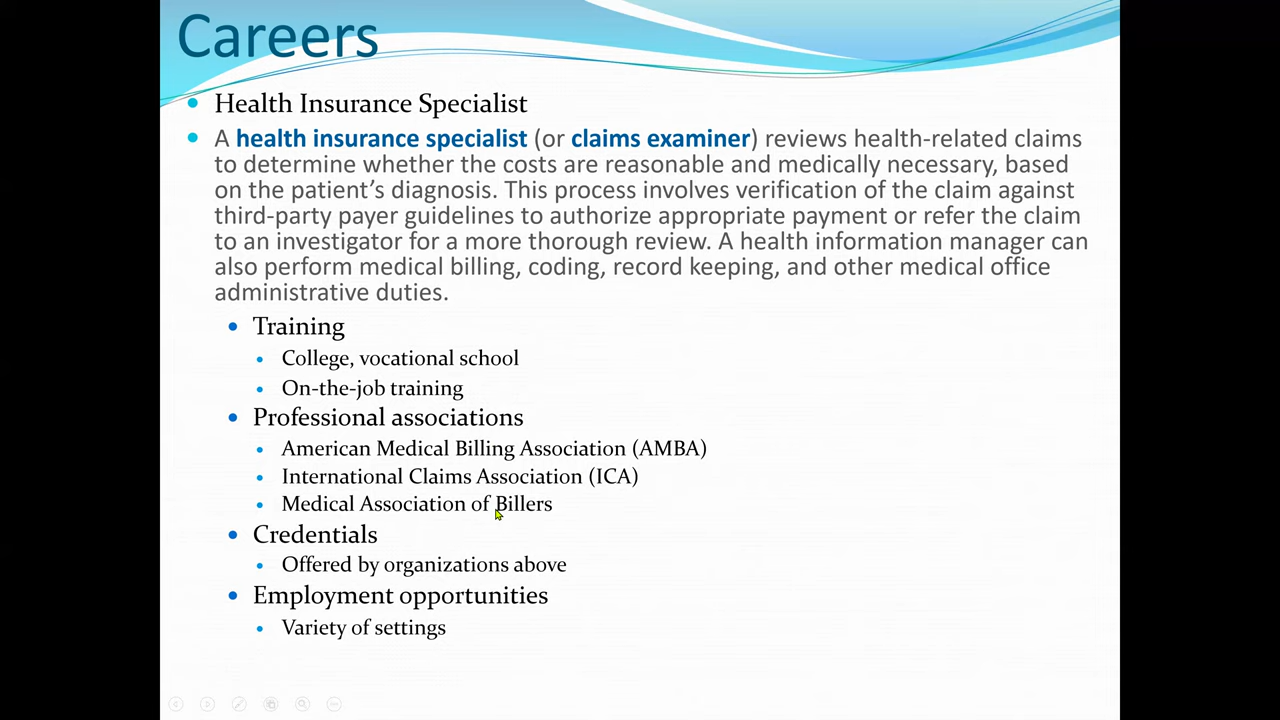 Careers
Health Insurance Specialist
A health insurance specialist (or claims examiner) reviews health-related claims
to determine whether the costs are reasonable and medically necessary, based
on the patient’s diagnosis. This process involves verification of the claim against
third-party payer guidelines to authorize appropriate payment or refer the claim
to an investigator for a more thorough review. A health information manager can
also perform medical billing, coding, record keeping, and other medical office
administrative duties.
Training
College, vocational school
On-the-job training
Professional associations
American Medical Billing Association (AMBA)
International Claims Association (ICA)
Medical Association of Billers
Credentials
Offered by organizations above
Employment opportunities
Variety of settings